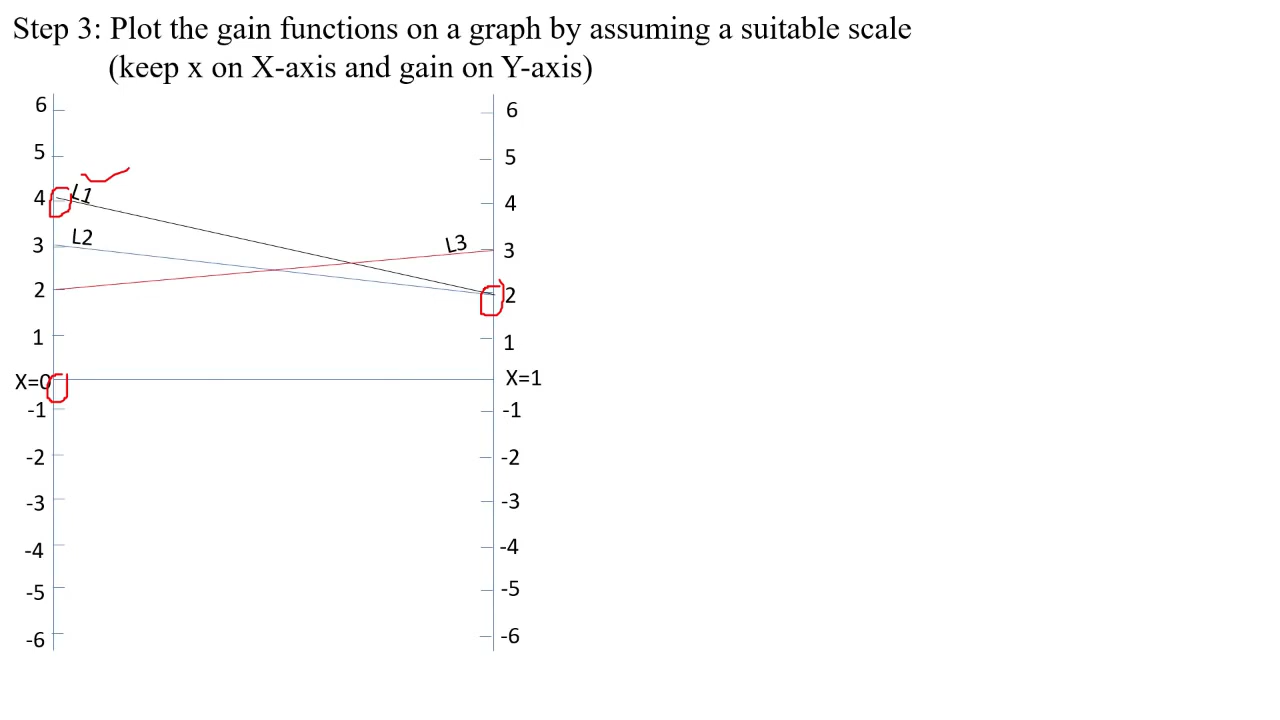 Step 3: Plot the gain functions on a graph by assuming a suitable scale
(keep x on X-axis and gain on Y-axis)
6 6
5 5
4 L1 4
3 L2 L3 3
2 2
1 1
X=0 X=1
-1 -1
-2 -2
-3 -3
-4 -4
-5 -5
-6 -6